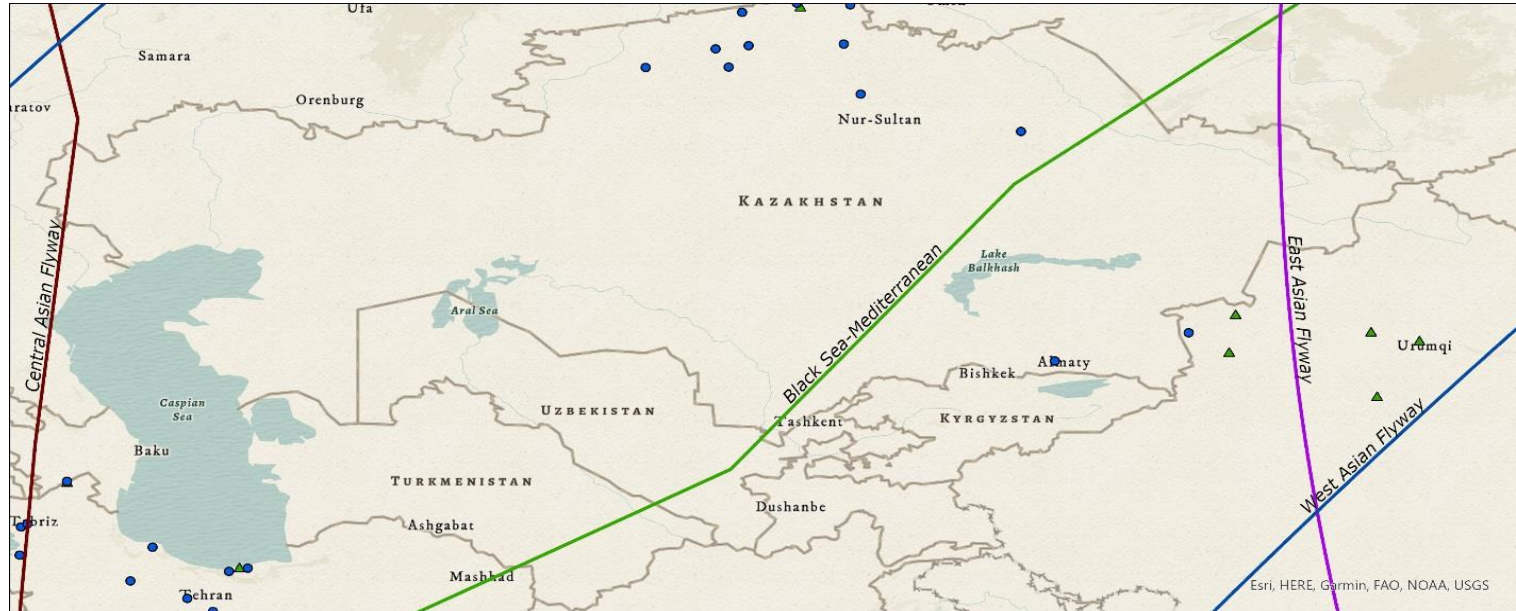 Ufa
Samara
Orenburg
aratov
Nur-Sultan
KAZAKHSTAN
Central Asian Flyway
Black Sea-Mediterranean
East Asian Flyway
Lake
Balkhash
Aral Sea
Almaty
Urumqi
Bishkek
Caspian
Sea
UZBEKISTAN
Tashkent
KYRGYZSTAN
Baku
West Asian Flyway
TURKMENISTAN
Dushanbe
Tabriz
Ashgabat
Mashhad
Tehran
Esri, HERE, Garmin, FAO, NOAA, USGS